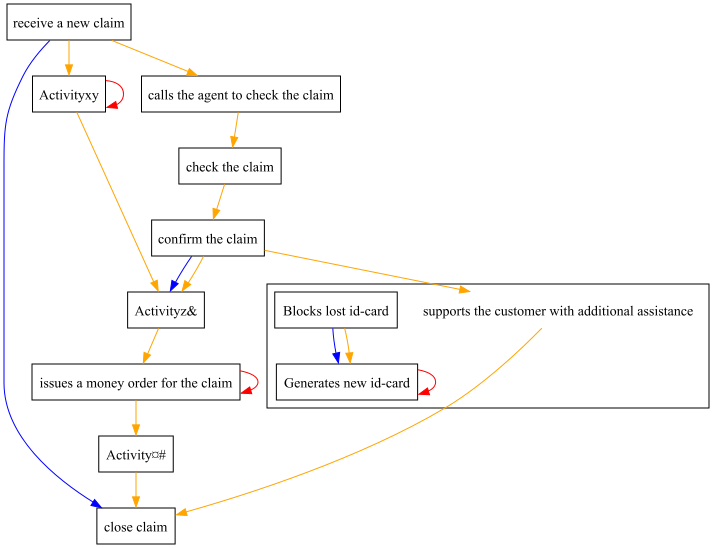 receive a new claim
Activityxy
calls the agent to check the claim
check the claim
confirm the claim
Activityz&
Blocks lost id-card
supports the customer with additional assistance
issues a money order for the claim
Generates new id-card
Activity¤#
close claim